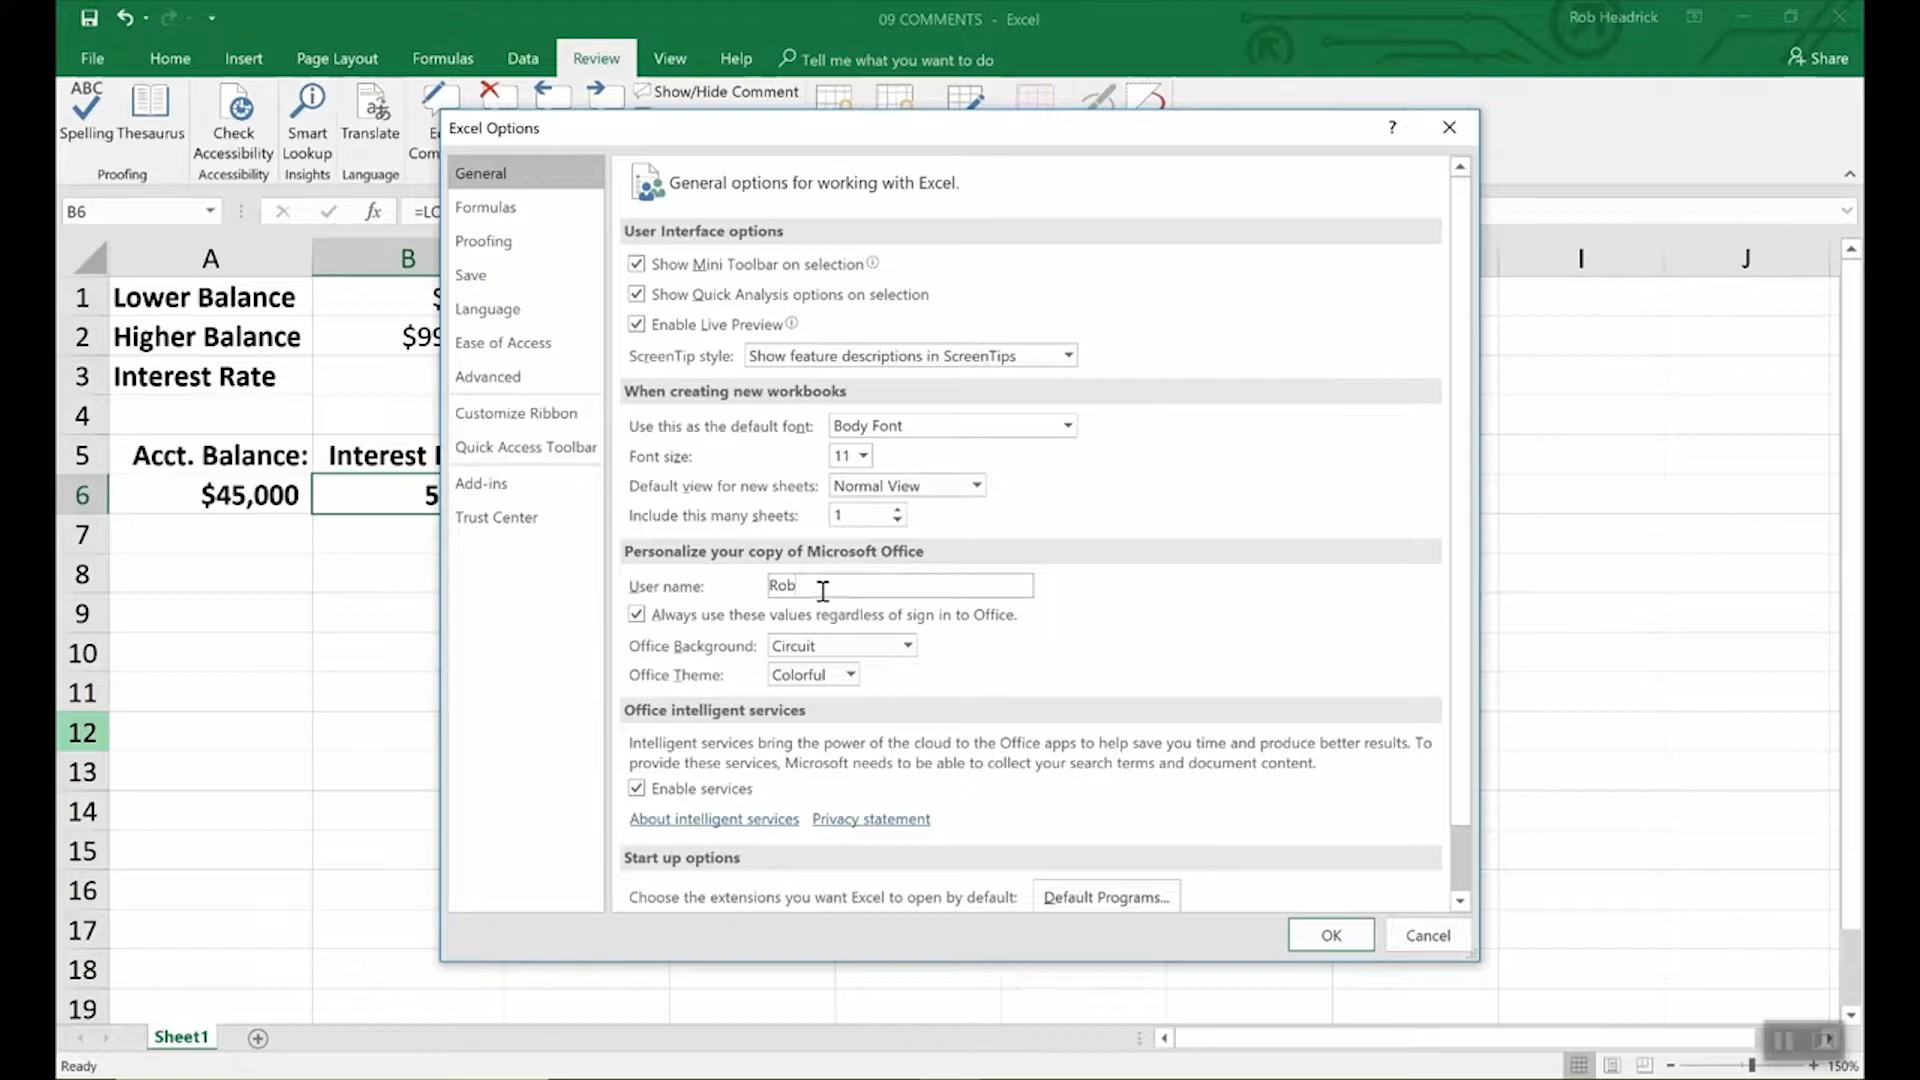 09 COMMENTS - Excel
Rob Headrick
File Home Insert Page Layout Formulas Data Review View Help Tell me what you want to do
Share
ABC
Spelling Thesaurus
Check Accessibility
Smart Lookup
Translate
Show/Hide Comment
Proofing Accessibility Insights Language
B6
fx
A B I J
1 Lower Balance $
2 Higher Balance $99
3 Interest Rate
4
5 Acct. Balance: Interest
6 $45,000 5
7
8
9
10
11
12
13
14
15
16
17
18
19
Excel Options
?
General
Formulas
Proofing
Save
Language
Ease of Access
Advanced
Customize Ribbon
Quick Access Toolbar
Add-ins
Trust Center
General options for working with Excel.
User Interface options
Show Mini Toolbar on selection
Show Quick Analysis options on selection
Enable Live Preview
ScreenTip style: Show feature descriptions in ScreenTips
When creating new workbooks
Use this as the default font: Body Font
Font size: 11
Default view for new sheets: Normal View
Include this many sheets: 1
Personalize your copy of Microsoft Office
User name: Rob
Always use these values regardless of sign in to Office.
Office Background: Circuit
Office Theme: Colorful
Office intelligent services
Intelligent services bring the power of the cloud to the Office apps to help save you time and produce better results. To
provide these services, Microsoft needs to be able to collect your search terms and document content.
Enable services
About intelligent services Privacy statement
Start up options
Choose the extensions you want Excel to open by default: Default Programs...
OK Cancel
Sheet1
Ready
150%